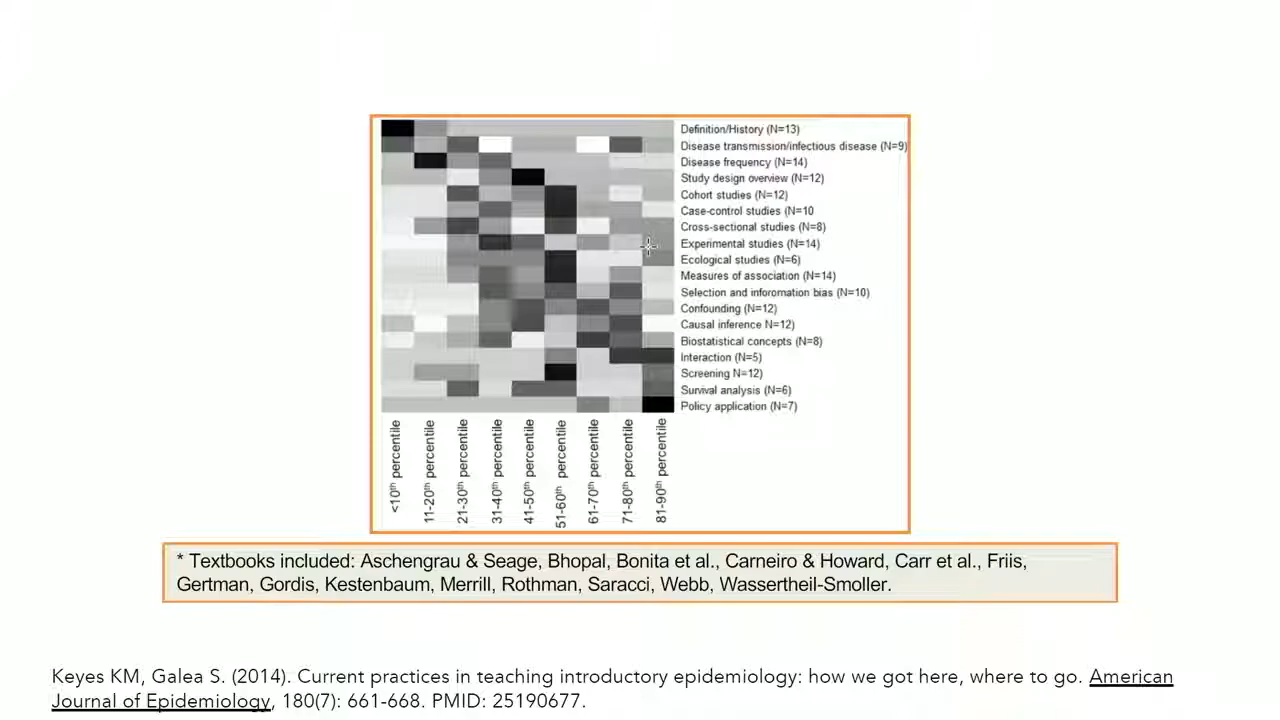 Definition/History (N=13)
Disease transmission/infectious disease (N=9)
Disease frequency (N=14)
Study design overview (N=12)
Cohort studies (N=12)
Case-control studies (N=10
Cross-sectional studies (N=8)
Experimental studies (N=14)
Ecological studies (N=6)
Measures of association (N=14)
Selection and inforomation bias (N=10)
Confounding (N=12)
Causal inference N=12)
Biostatistical concepts (N=8)
Interaction (N=5)
Screening N=12)
Survival analysis (N=6)
Policy application (N=7)
<10th percentile
11-20th percentile
21-30th percentile
31-40th percentile
41-50th percentile
51-60th percentile
61-70th percentile
71-80th percentile
81-90th percentile
* Textbooks included: Aschengrau & Seage, Bhopal, Bonita et al., Carneiro & Howard, Carr et al., Friis,
Gertman, Gordis, Kestenbaum, Merrill, Rothman, Saracci, Webb, Wassertheil-Smoller.
Keyes KM, Galea S. (2014). Current practices in teaching introductory epidemiology: how we got here, where to go. American
Journal of Epidemiology, 180(7): 661-668. PMID: 25190677.